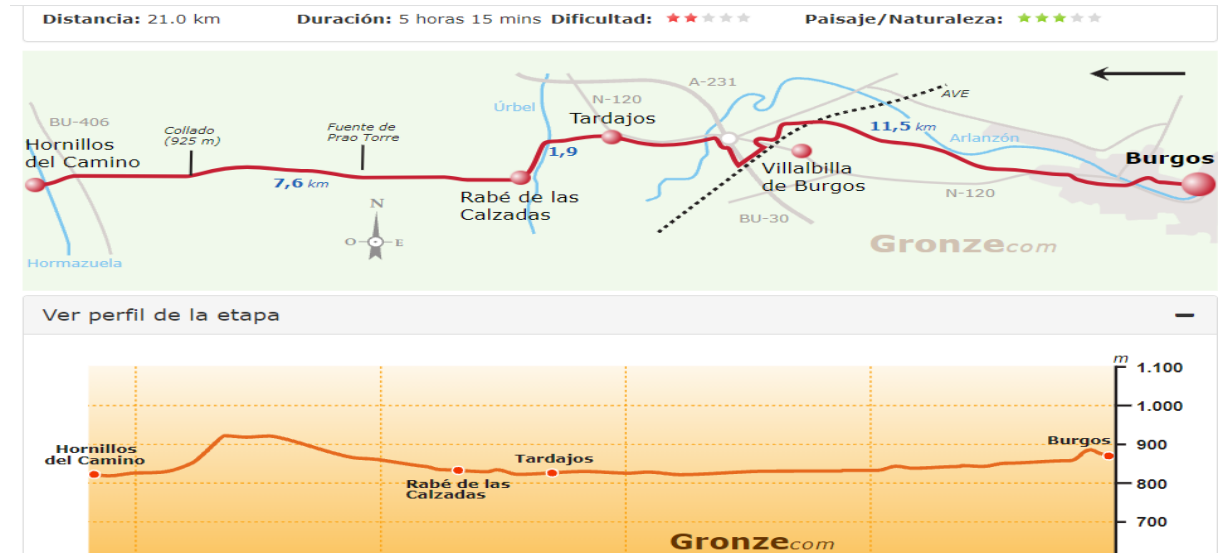 Distancia: 21.0 km Duración: 5 horas 15 mins Dificultad: Paisaje/Naturaleza:
A-231
AVE
N-120
Úrbel
Tardajos
BU-406
Collado
(925 m)
Fuente de
Prao Torre
11,5 km
Arlanzón
Hornillos
del Camino
1,9
Villalbilla
de Burgos
Burgos
7,6 km
Rabé de las
Calzadas
N-120
N
BU-30
O
E
Gronze.com
Hormazuela
Ver perfil de la etapa
m
1.100
1.000
Burgos
900
Hornillos
del Camino
Tardajos
Rabé de las
Calzadas
800
700
Gronze.com